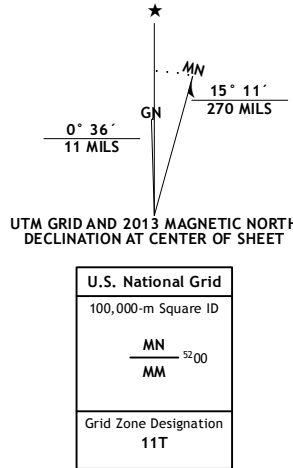 ★
MN
GN
15° 11´
270 MILS
0° 36´
11 MILS
UTM GRID AND 2013 MAGNETIC NORTH
DECLINATION AT CENTER OF SHEET
U.S. National Grid
100,000-m Square ID
MN
5200
MM
Grid Zone Designation
11T